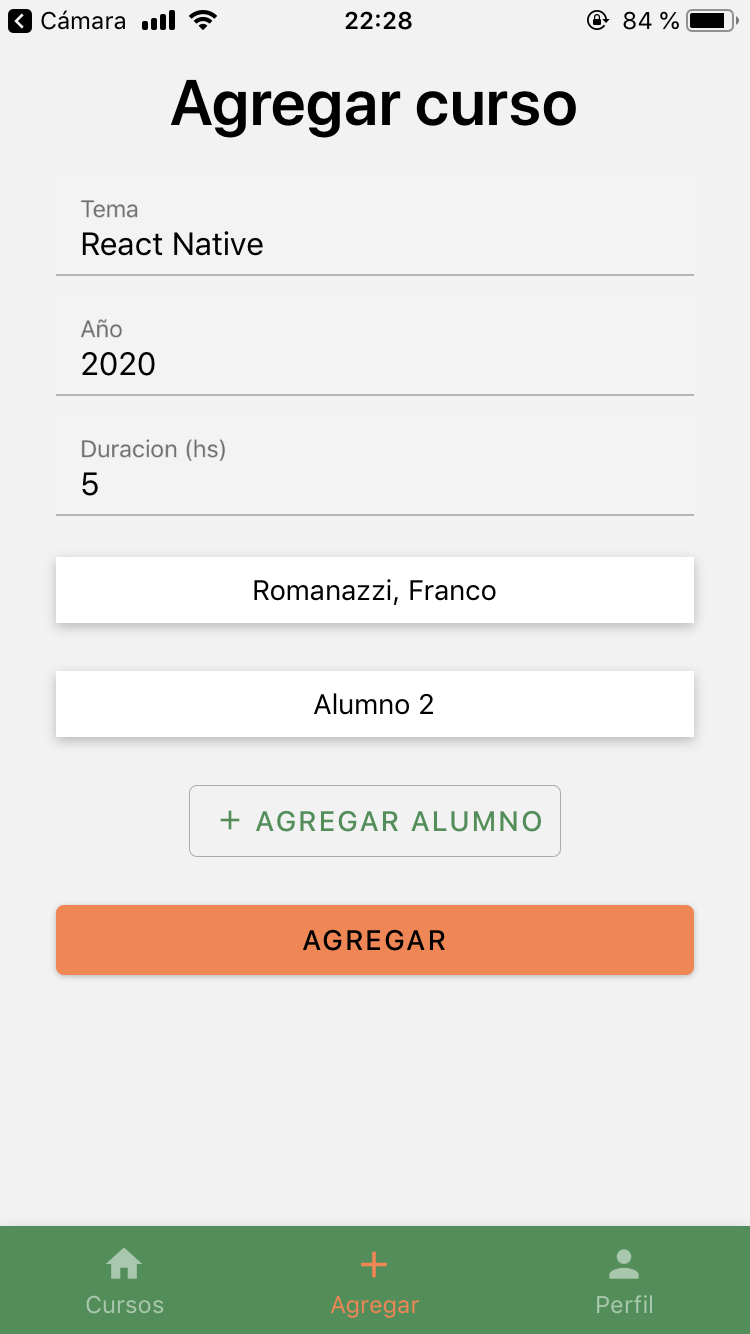 Cámara 22:28 84 %
Agregar curso
Tema
React Native
Año
2020
Duracion (hs)
5
Romanazzi, Franco
Alumno 2
+ AGREGAR ALUMNO
AGREGAR
Cursos Agregar Perfil